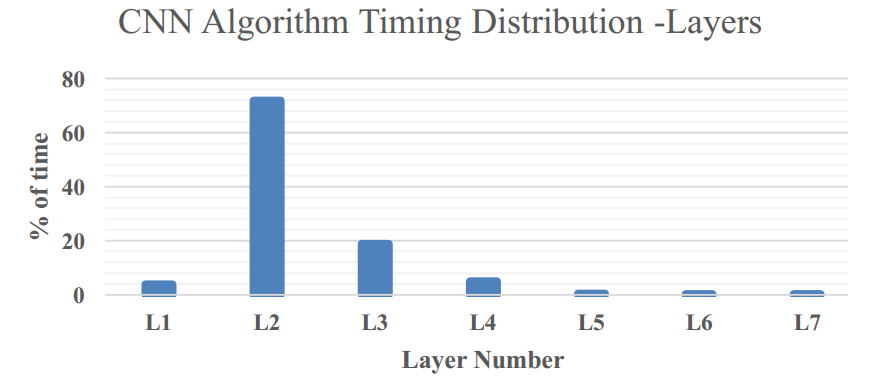 CNN Algorithm Timing Distribution -Layers
80
60
40
20
0
% of time
L1 L2 L3 L4 L5 L6 L7
Layer Number